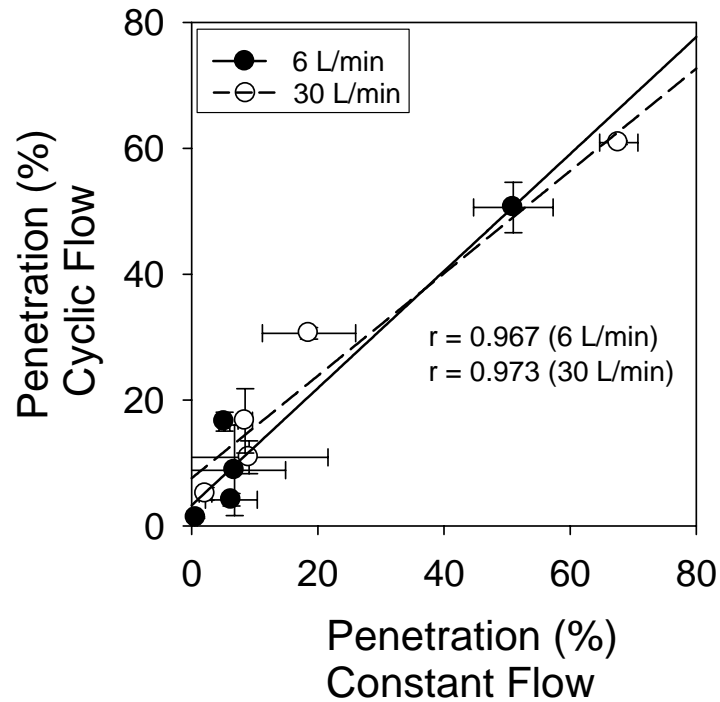 80
60
40
20
0
Penetration (%)
Cyclic Flow
6 L/min
30 L/min
r = 0.967 (6 L/min)
r = 0.973 (30 L/min)
0 20 40 60 80
Penetration (%)
Constant Flow